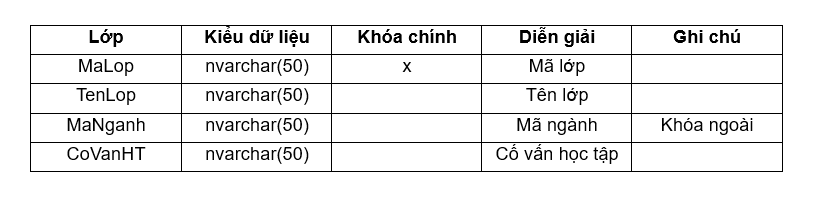 Lớp Kiểu dữ liệu Khóa chính Diễn giải Ghi chú
MaLop nvarchar(50) x Mã lớp
TenLop nvarchar(50) Tên lớp
MaNganh nvarchar(50) Mã ngành Khóa ngoài
CoVanHT nvarchar(50) Cố vấn học tập